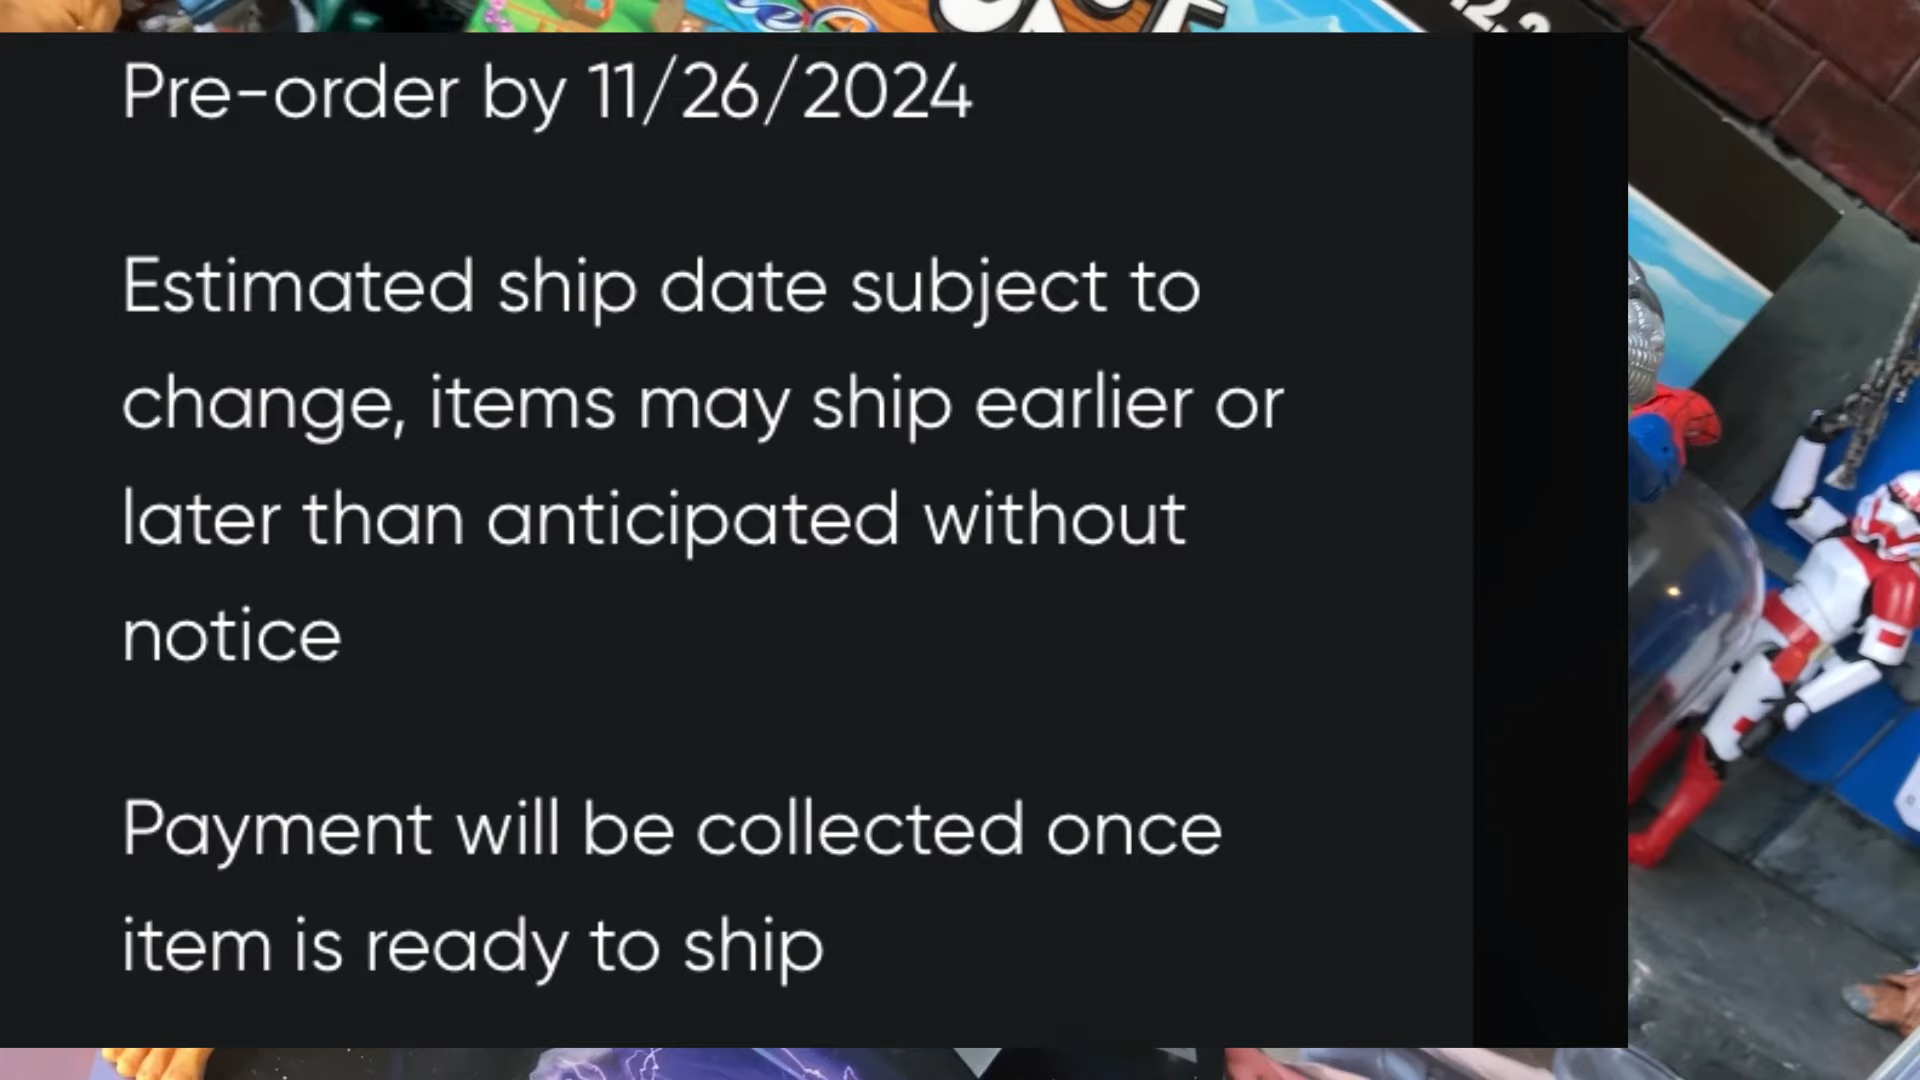 Pre-order by 11/26/2024
Estimated ship date subject to
change, items may ship earlier or
later than anticipated without
notice
Payment will be collected once
item is ready to ship